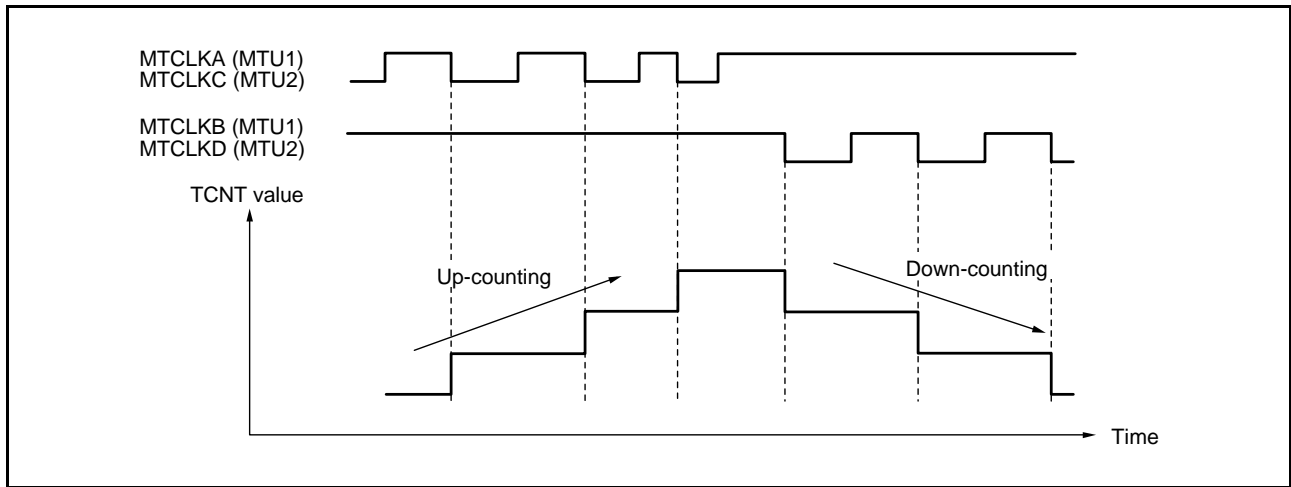 MTCLKA (MTU1)
MTCLKC (MTU2)
MTCLKB (MTU1)
MTCLKD (MTU2)
TCNT value
Up-counting
Down-counting
Time